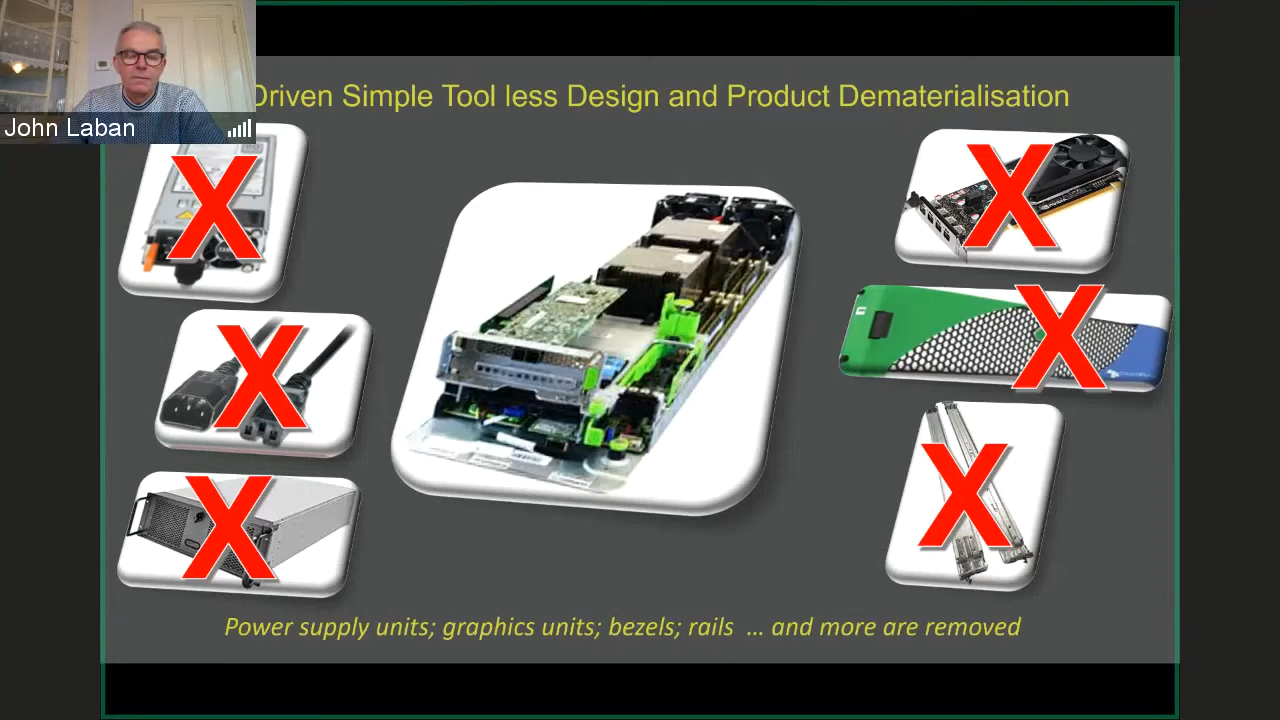 Driven Simple Tool less Design and Product Dematerialisation
John Laban
X
X
X
X
X
X
Power supply units; graphics units; bezels; rails ... and more are removed